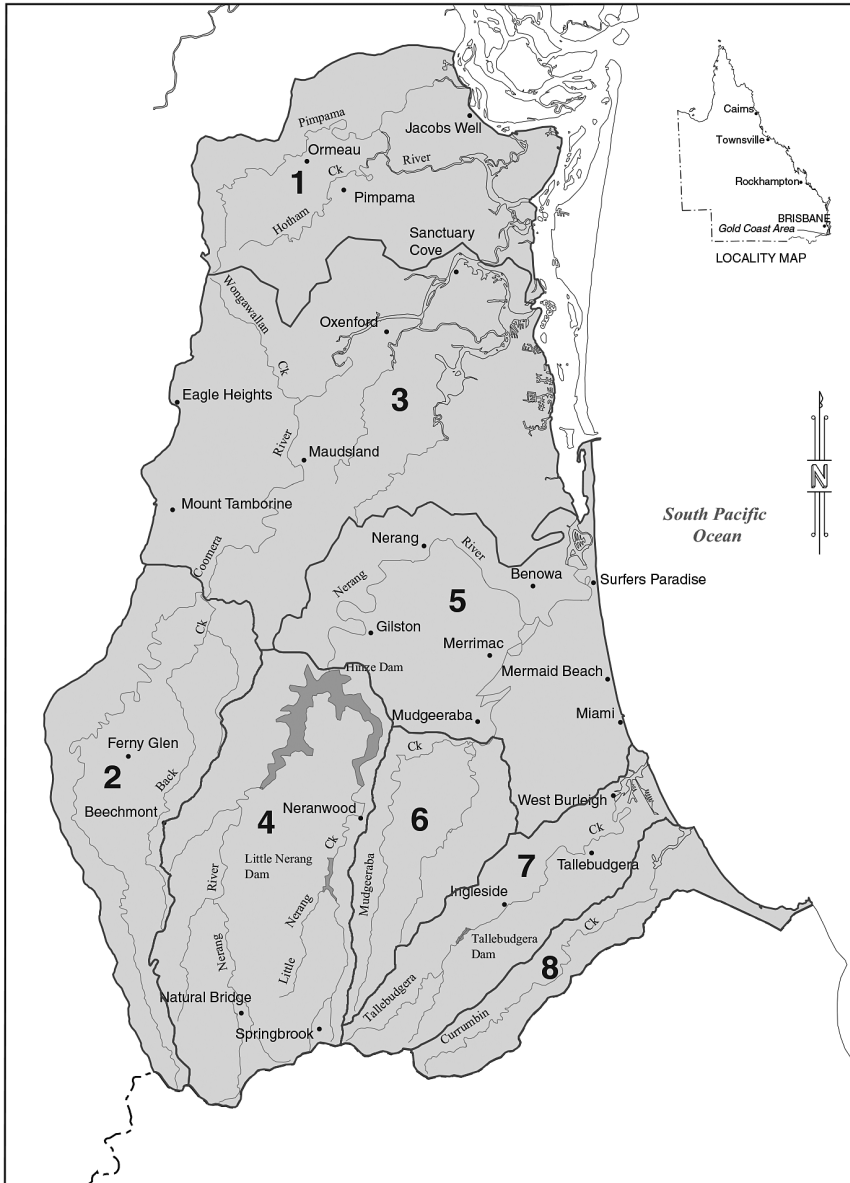 Pimpama
Jacobs Well
Ormeau
River
1
Ck
Pimpama
Hotham
Sanctuary
Cove
Wongawallan
Ck
Oxenford
Eagle Heights
3
River
Maudsland
Mount Tamborine
Coomera
Nerang
River
Nerang
Benowa
Surfers Paradise
5
Gilston
Merrimac
Hinze Dam
Mermaid Beach
Mudgeeraba
Miami
Ck
Ferny Glen
2
Back
Beechmont
Ck
Neranwood
4
6
West Burleigh
Ck
Little Nerang
Dam
Ck
7
Tallebudgera
River
Mudgeeraba
Ingleside
Nerang
Nerang
Little
Tallebudgera
Dam
Ck
8
Natural Bridge
Tallebudgera
Springbrook
Currumbin
Cairns
Townsville
Rockhampton
BRISBANE
Gold Coast Area
LOCALITY MAP
N
South Pacific
Ocean